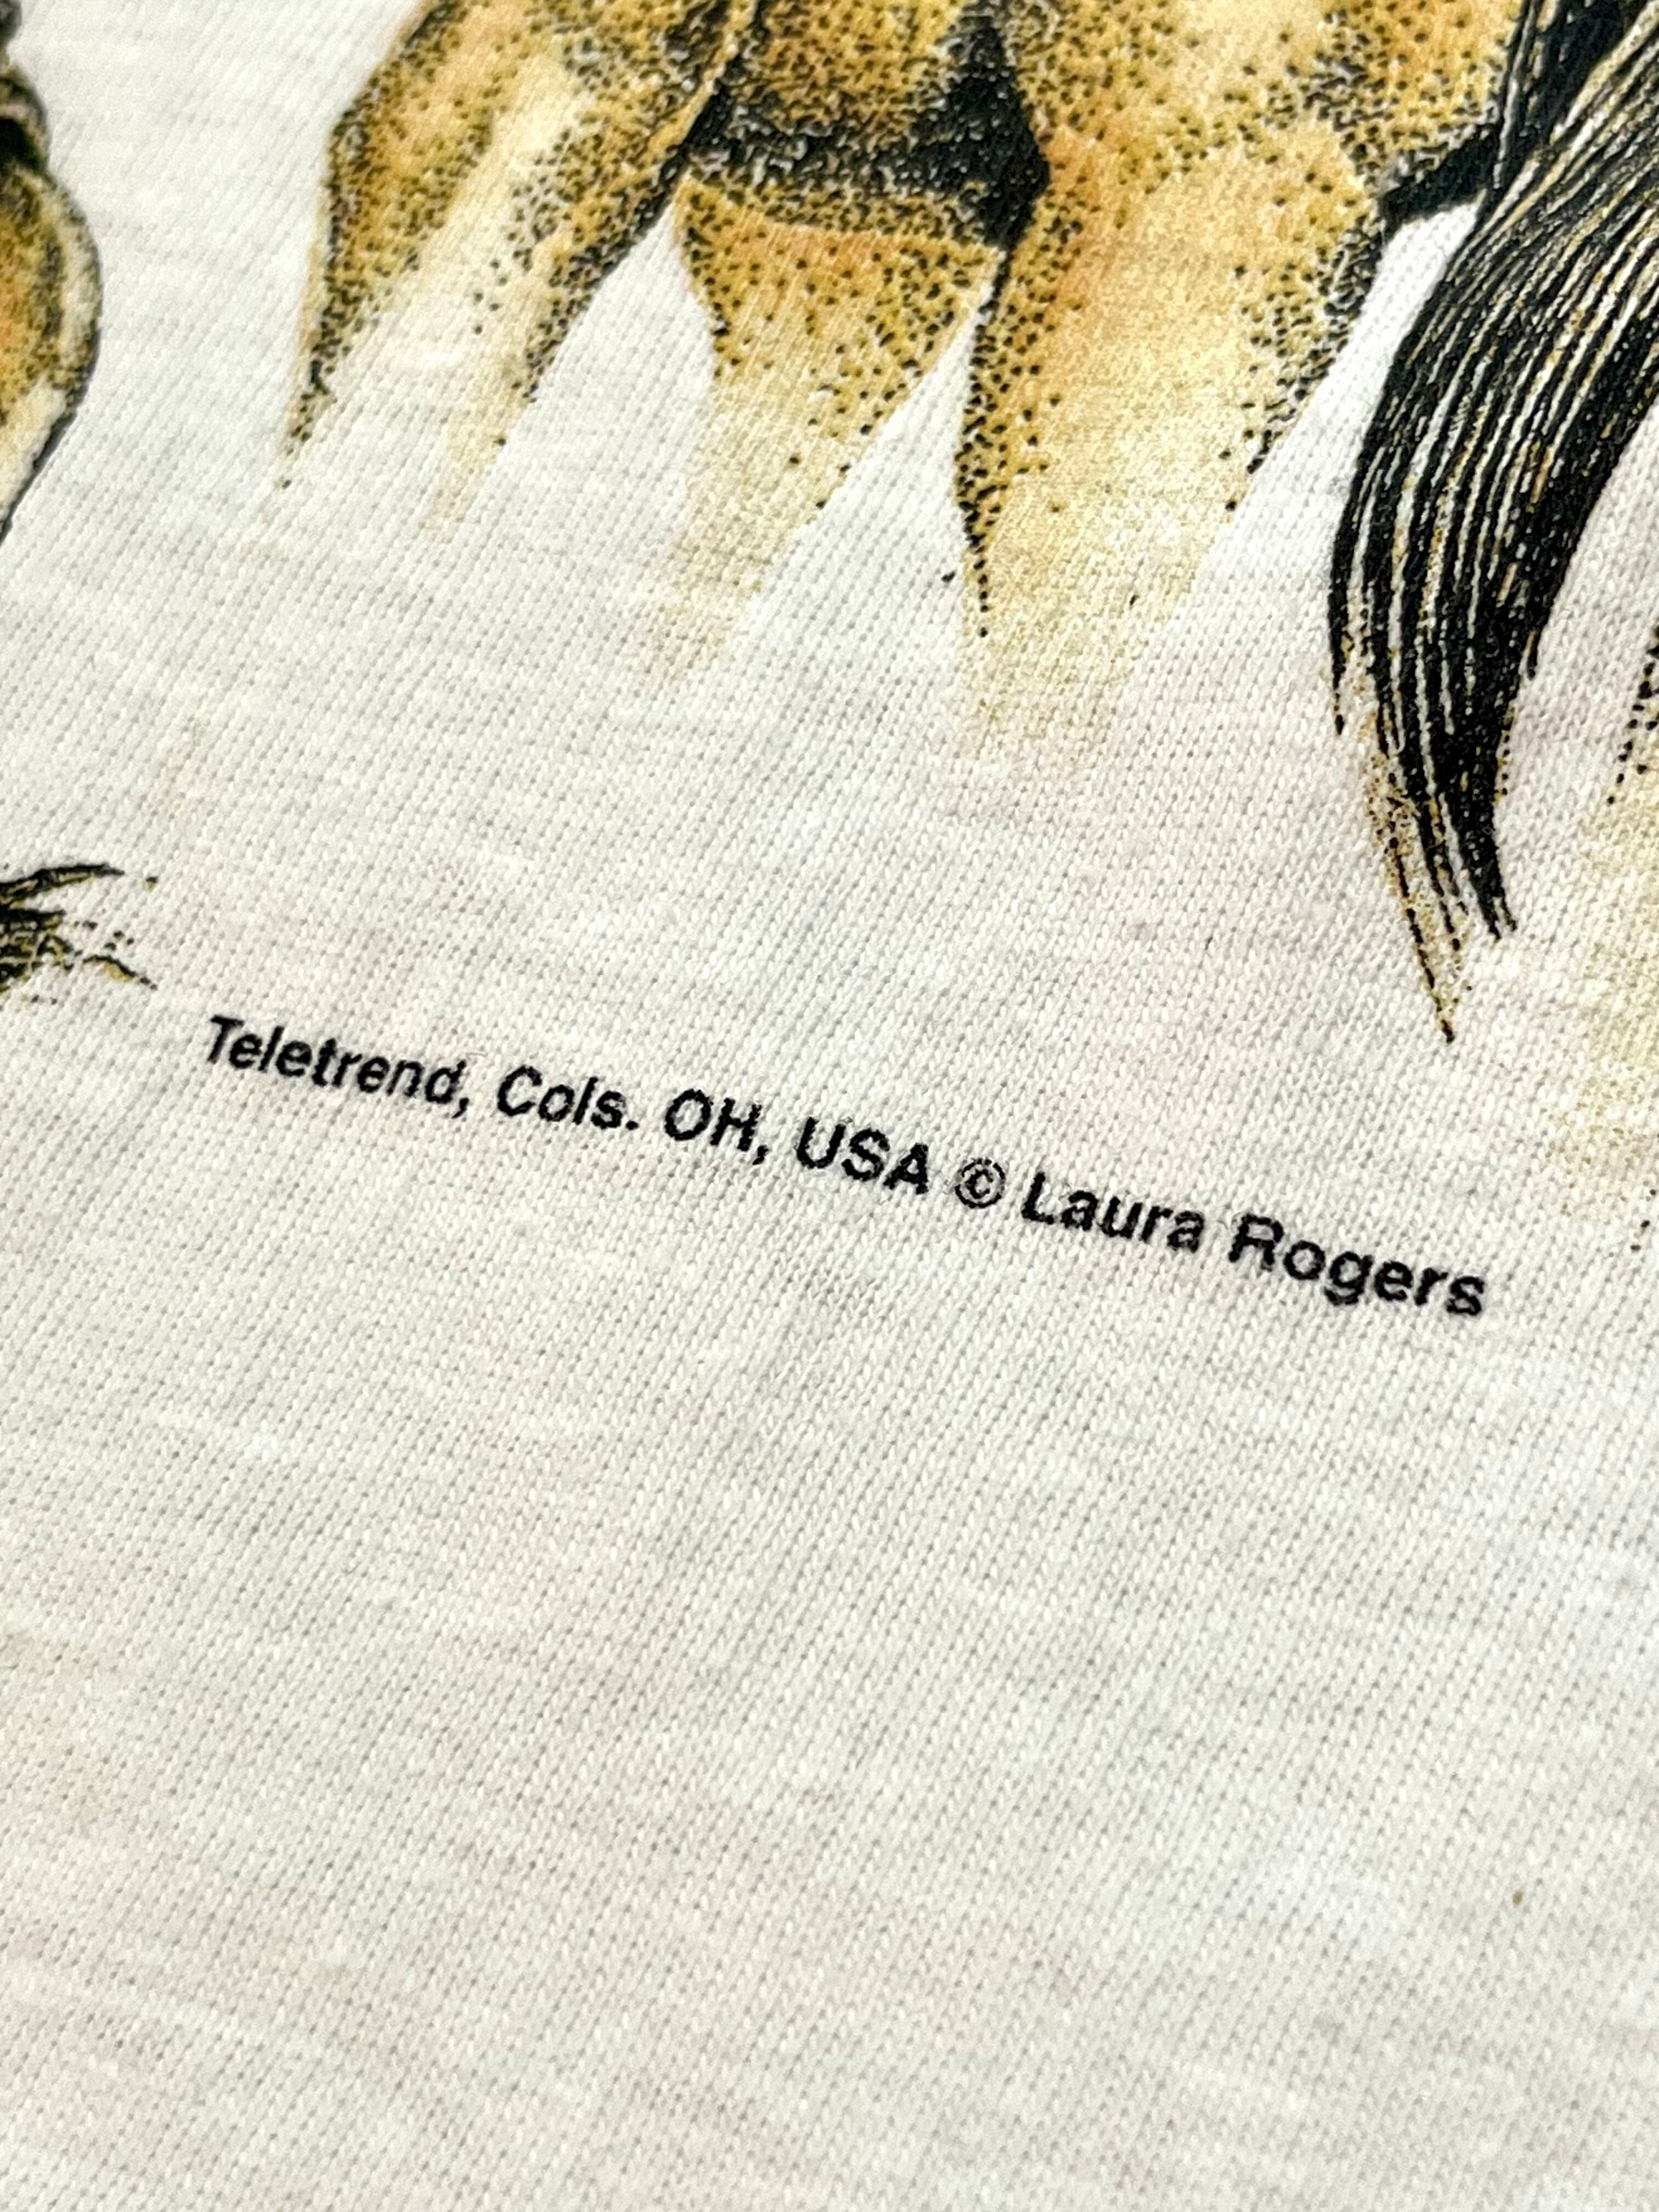 Teletrend, Cols. OH, USA © Laura Rogers